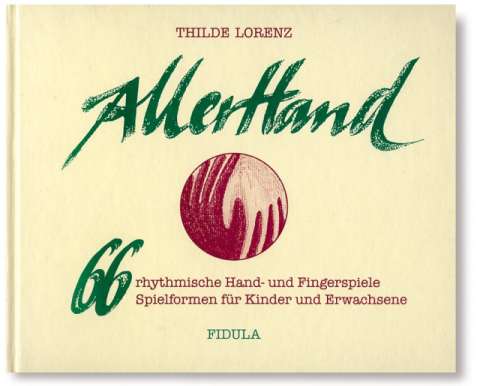 THILDE LORENZ
AllerHand
66 rhythmische Hand- und Fingerspiele
Spielformen für Kinder und Erwachsene
FIDULA